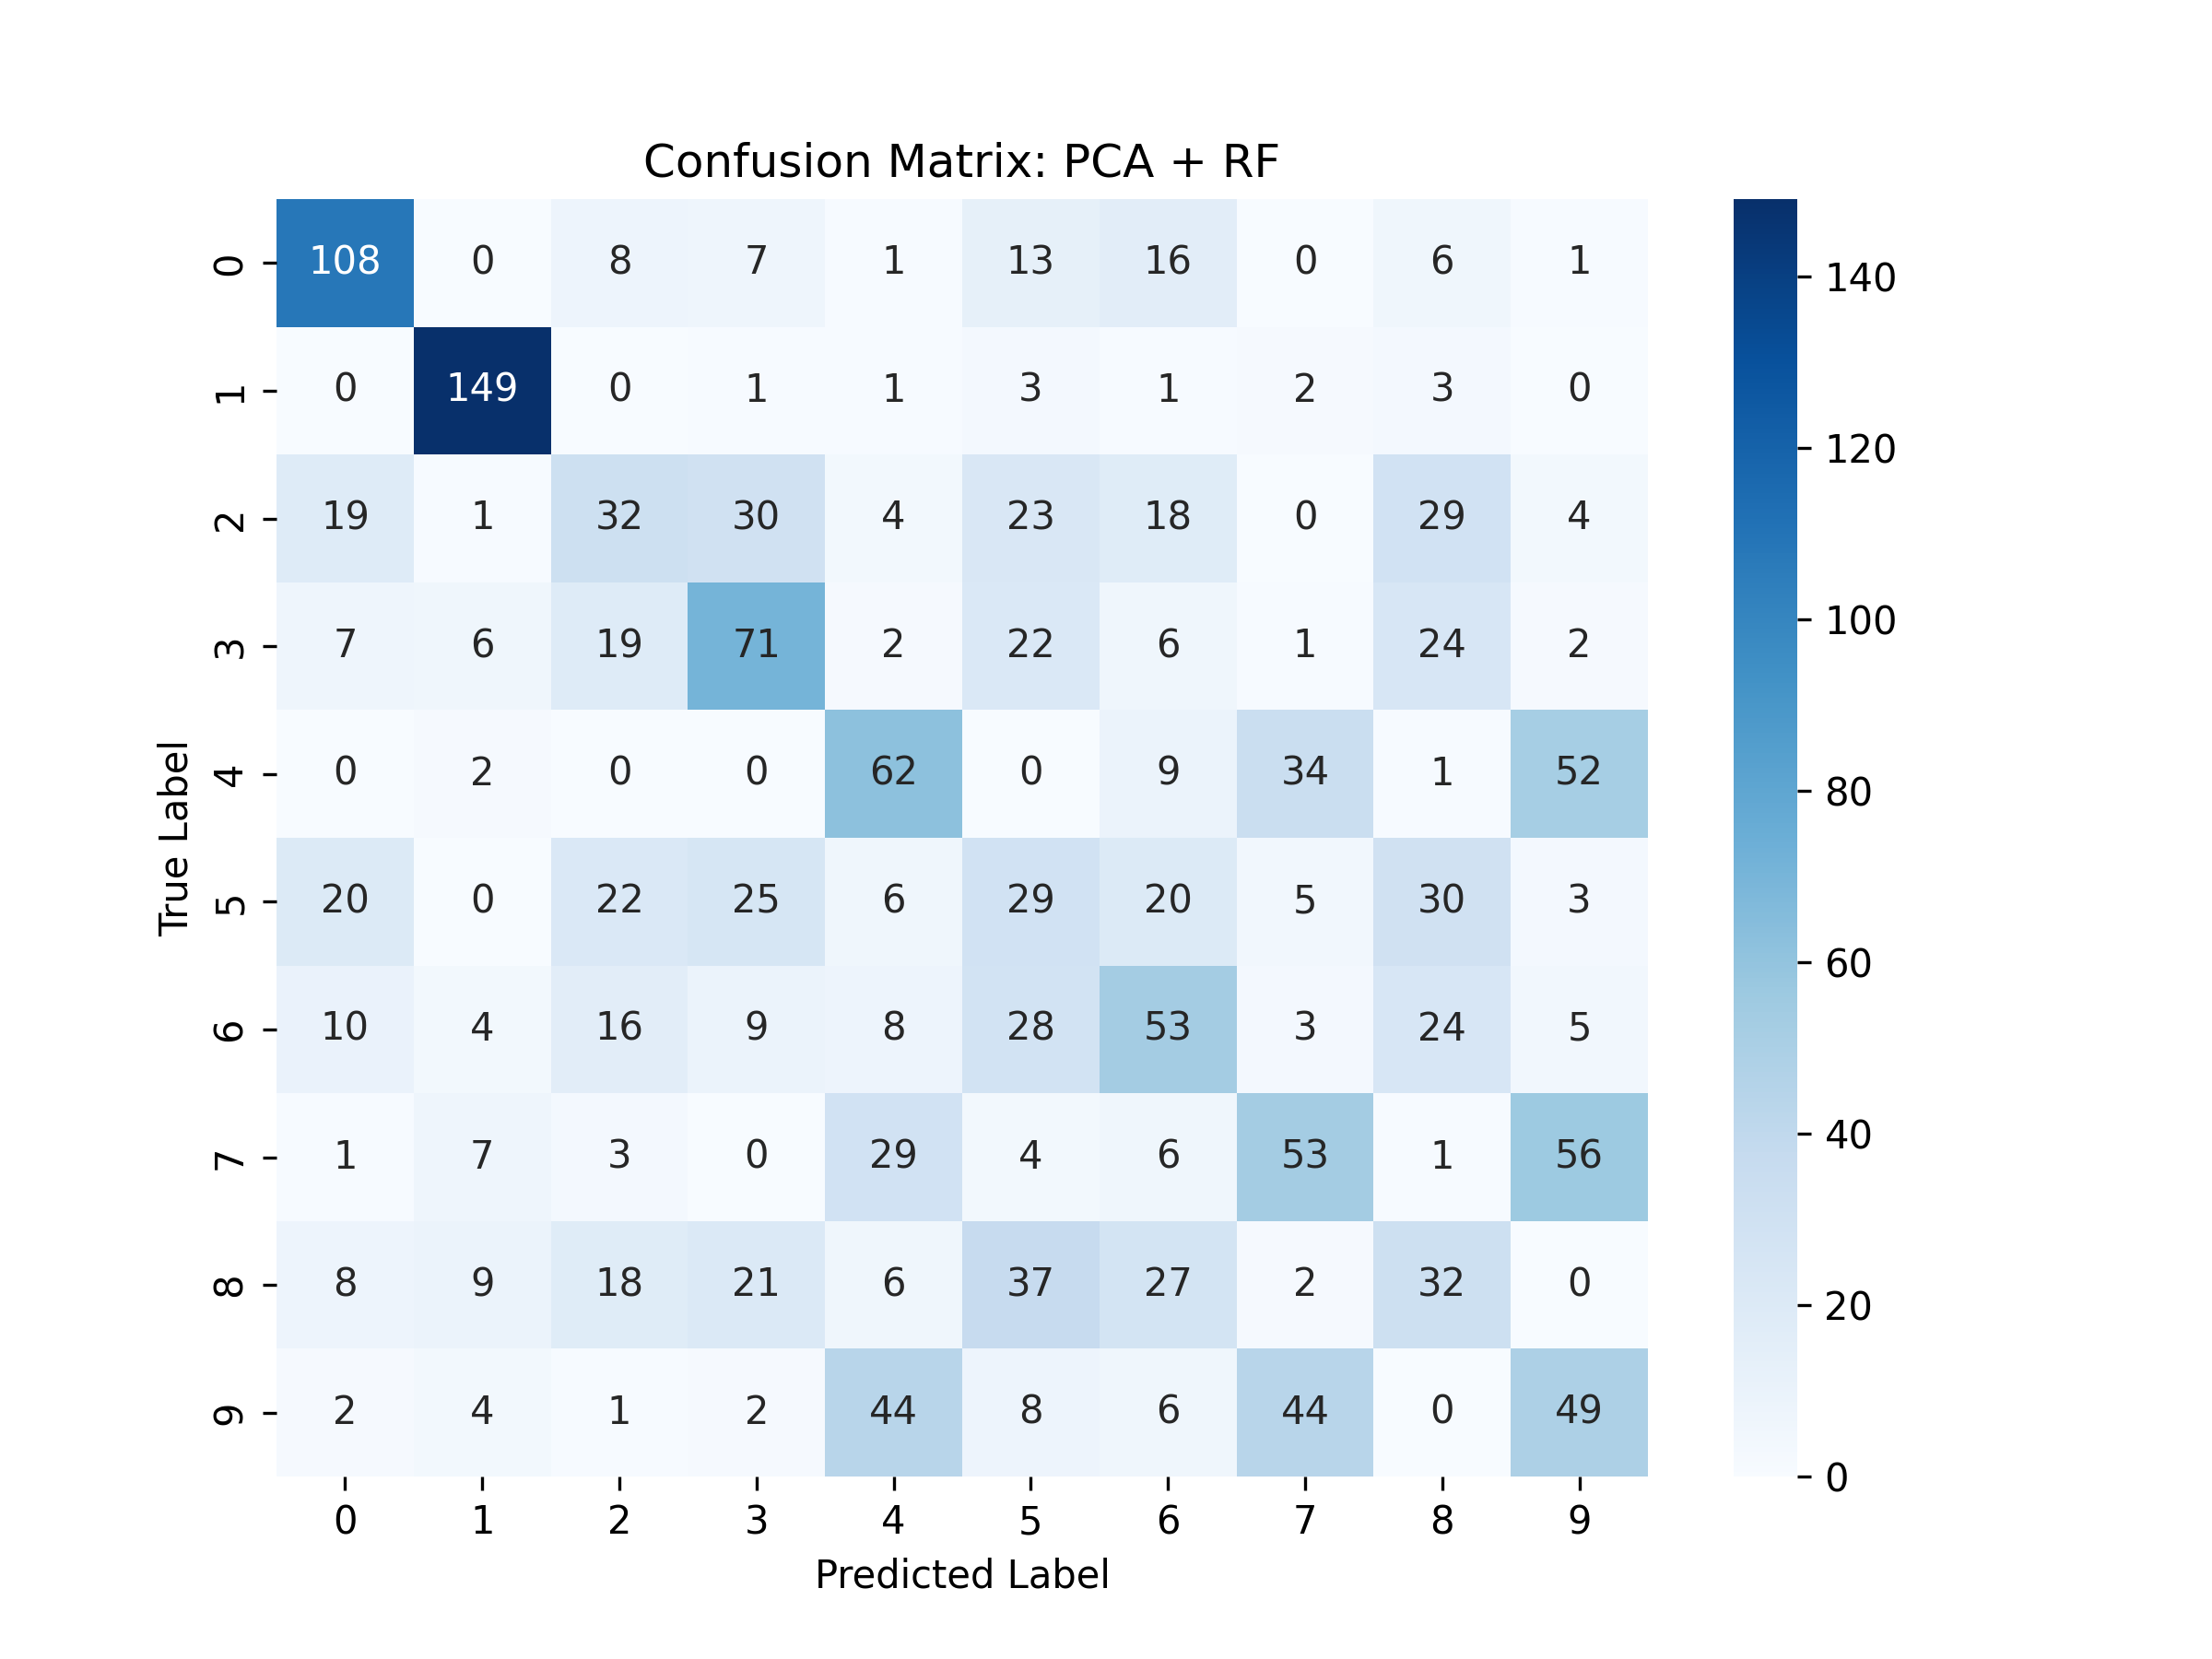 Confusion Matrix: PCA + RF
0 108 0 8 7 1 13 16 0 6 1
1 0 149 0 1 1 3 1 2 3 0
2 19 1 32 30 4 23 18 0 29 4
3 7 6 19 71 2 22 6 1 24 2
4 0 2 0 0 62 0 9 34 1 52
5 20 0 22 25 6 29 20 5 30 3
6 10 4 16 9 8 28 53 3 24 5
7 1 7 3 0 29 4 6 53 1 56
8 8 9 18 21 6 37 27 2 32 0
9 2 4 1 2 44 8 6 44 0 49
0 1 2 3 4 5 6 7 8 9
Predicted Label
True Label
140
120
100
80
60
40
20
0